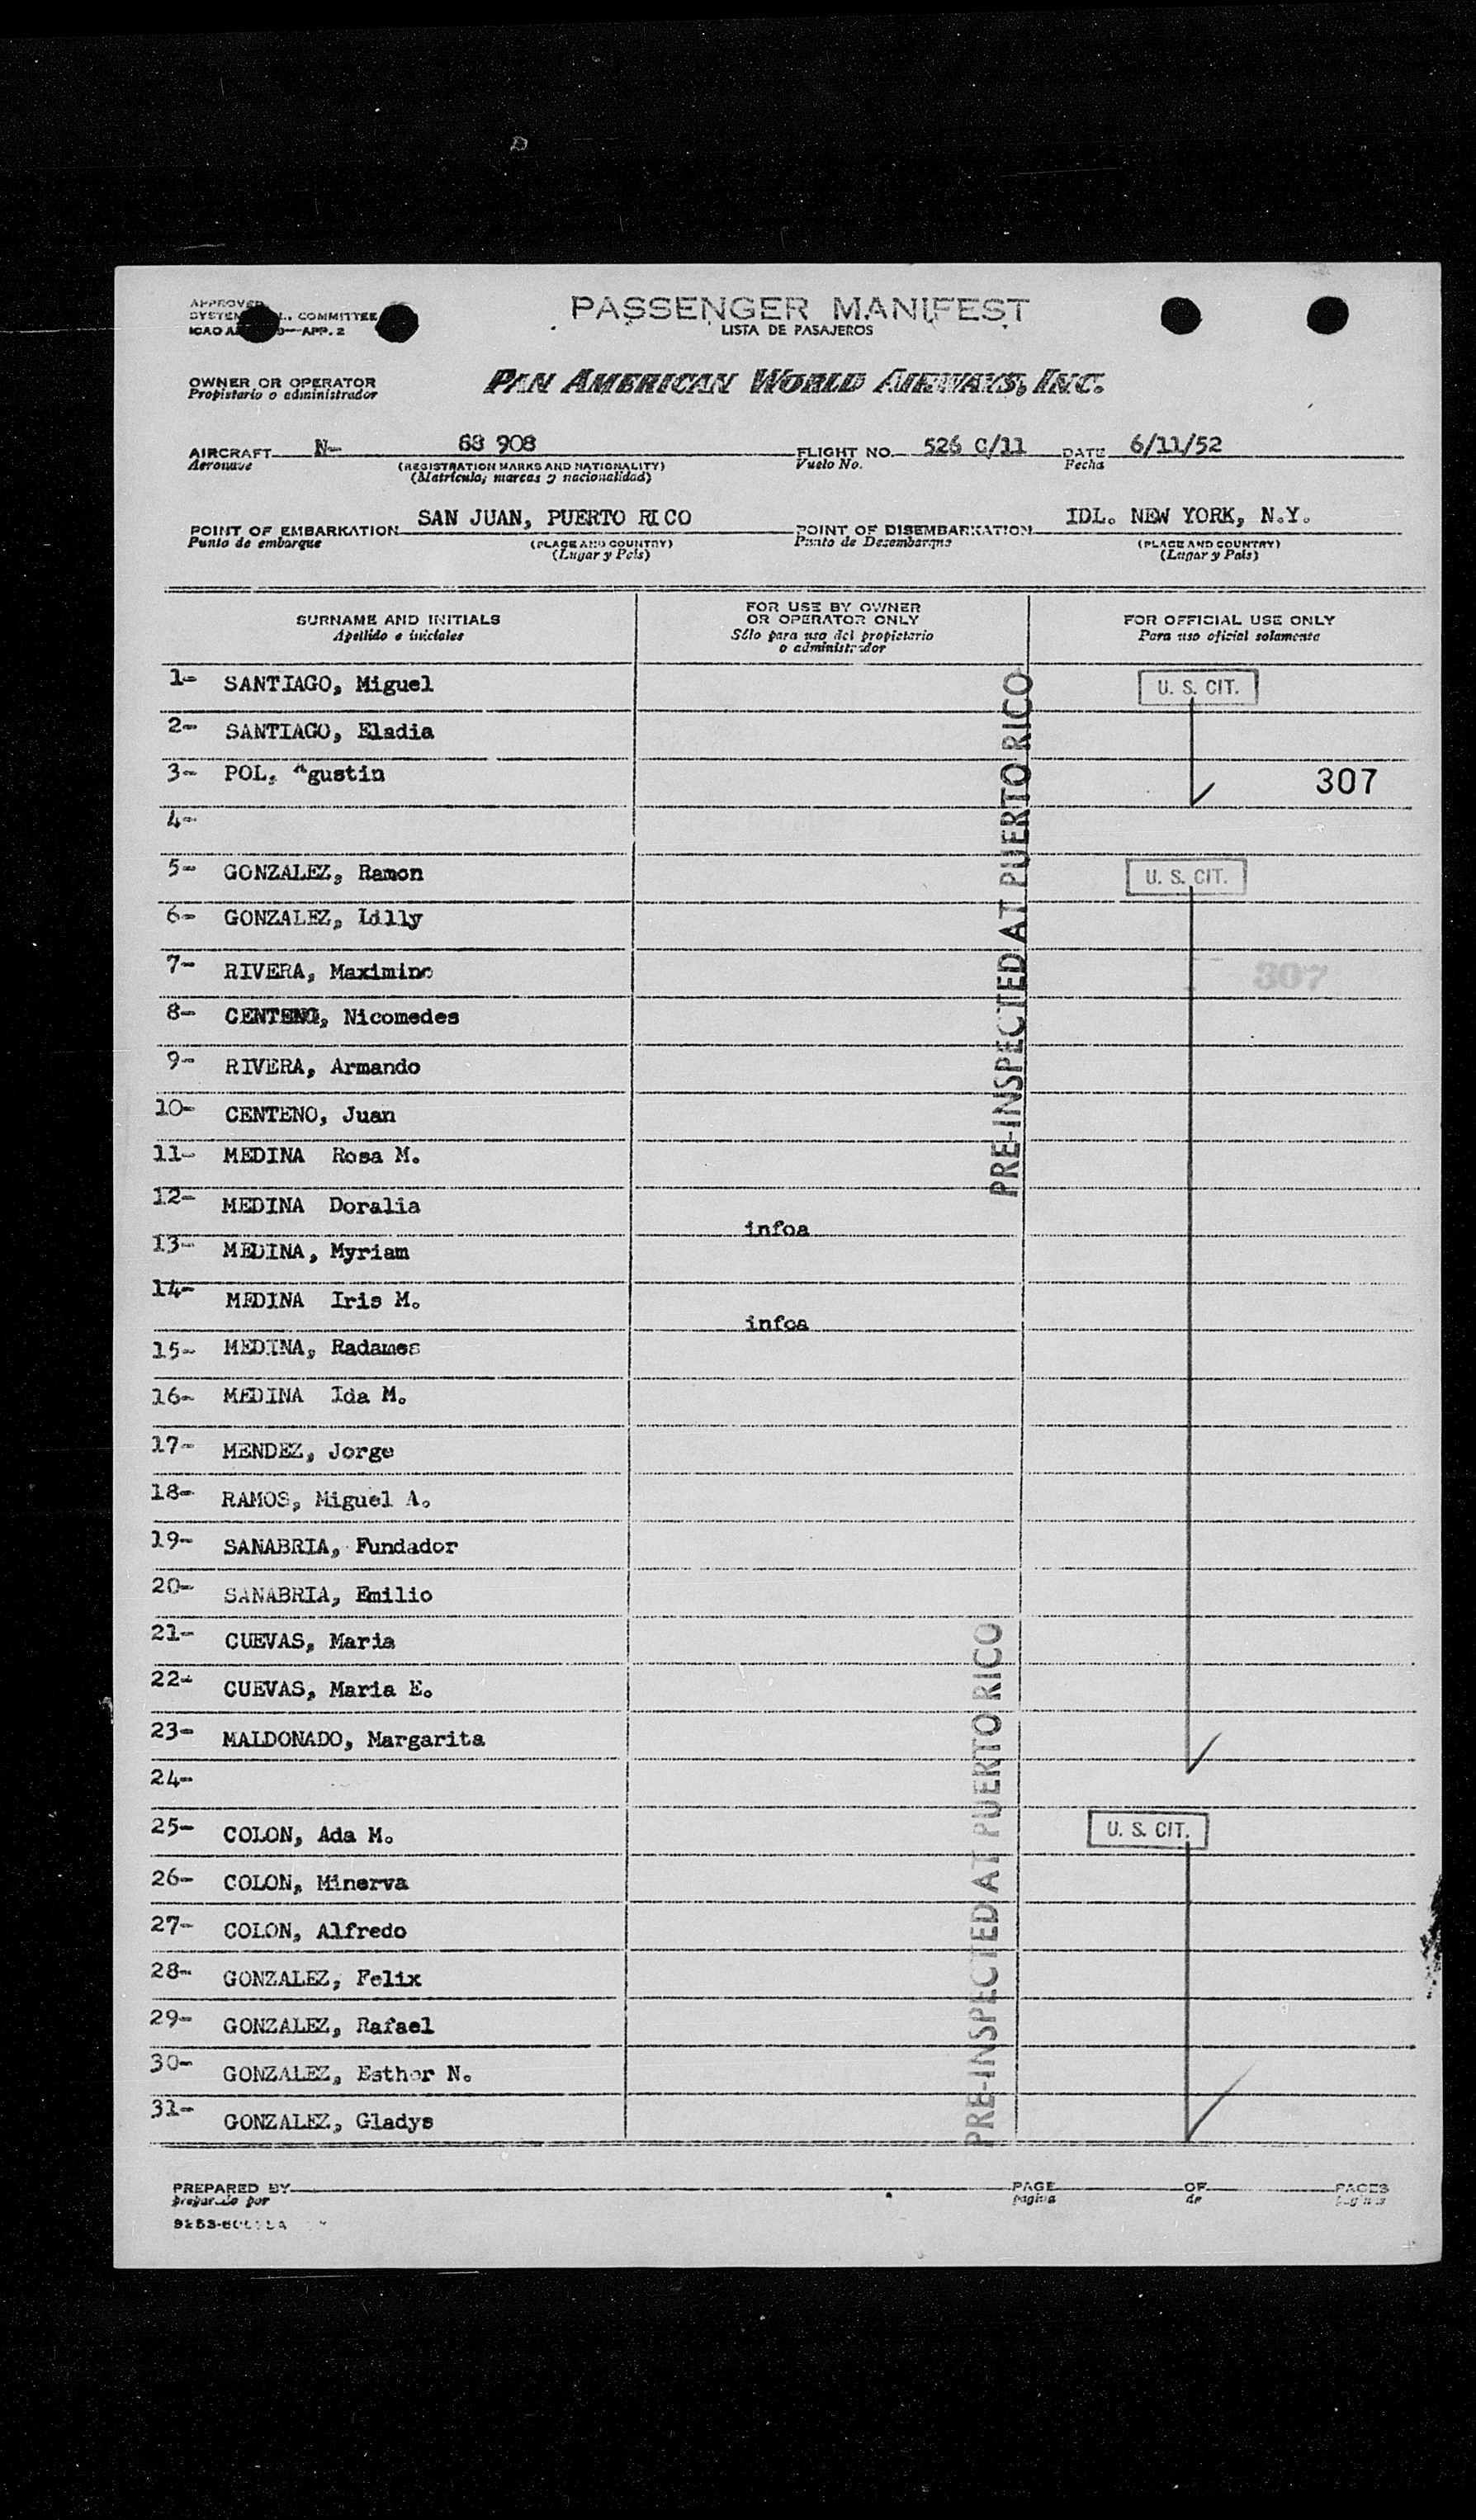 PASSENGER MANIFEST
LISTA DE PASAJEROS
OWNER OR OPERATOR
Propietario o administrador
PAN AMERICAN WORLD AIRWAYS, INC.
AIRCRAFT N- 68 908 FLIGHT NO. 526 C/11 DATE 6/11/52
Aeronave (REGISTRATION MARKS AND NATIONALITY) Vuelo No. Fecha
(Matrícula, marcas y nacionalidad)
POINT OF EMBARKATION SAN JUAN, PUERTO RICO POINT OF DISEMBARKATION IDL. NEW YORK, N.Y.
Punto de embarque (PLACE AND COUNTRY) Punto de Desembarque (PLACE AND COUNTRY)
(Lugar y País) (Lugar y País)
SURNAME AND INITIALS FOR USE BY OWNER OR OPERATOR ONLY FOR OFFICIAL USE ONLY
Apellido e iniciales Sólo para uso del propietario o administrador Para uso oficial solamente
1- SANTIAGO, Miguel U. S. CIT.
2- SANTIAGO, Eladia
3- POL, Agustin 307
4-
5- GONZALEZ, Ramon U. S. CIT.
6- GONZALEZ, Lilly
7- RIVERA, Maximino 307
8- CENTENO, Nicomedes
9- RIVERA, Armando
10- CENTENO, Juan
11- MEDINA Rosa M.
PRE-INSPECTED AT PUERTO RICO
12- MEDINA Doralia
infoa
13- MEDINA, Myriam
14- MEDINA Iris M.
infoa
15- MEDINA, Radames
16- MEDINA Ida M.
17- MENDEZ, Jorge
18- RAMOS, Miguel A.
19- SANABRIA, Fundador
20- SANABRIA, Emilio
21- CUEVAS, Maria
22- CUEVAS, Maria E.
23- MALDONADO, Margarita
24-
25- COLON, Ada M. U. S. CIT.
26- COLON, Minerva
27- COLON, Alfredo
28- GONZALEZ, Felix
29- GONZALEZ, Rafael
30- GONZALEZ, Esther N.
31- GONZALEZ, Gladys
PRE-INSPECTED AT PUERTO RICO
PREPARED BY PAGE OF PAGES
preparado por página de páginas